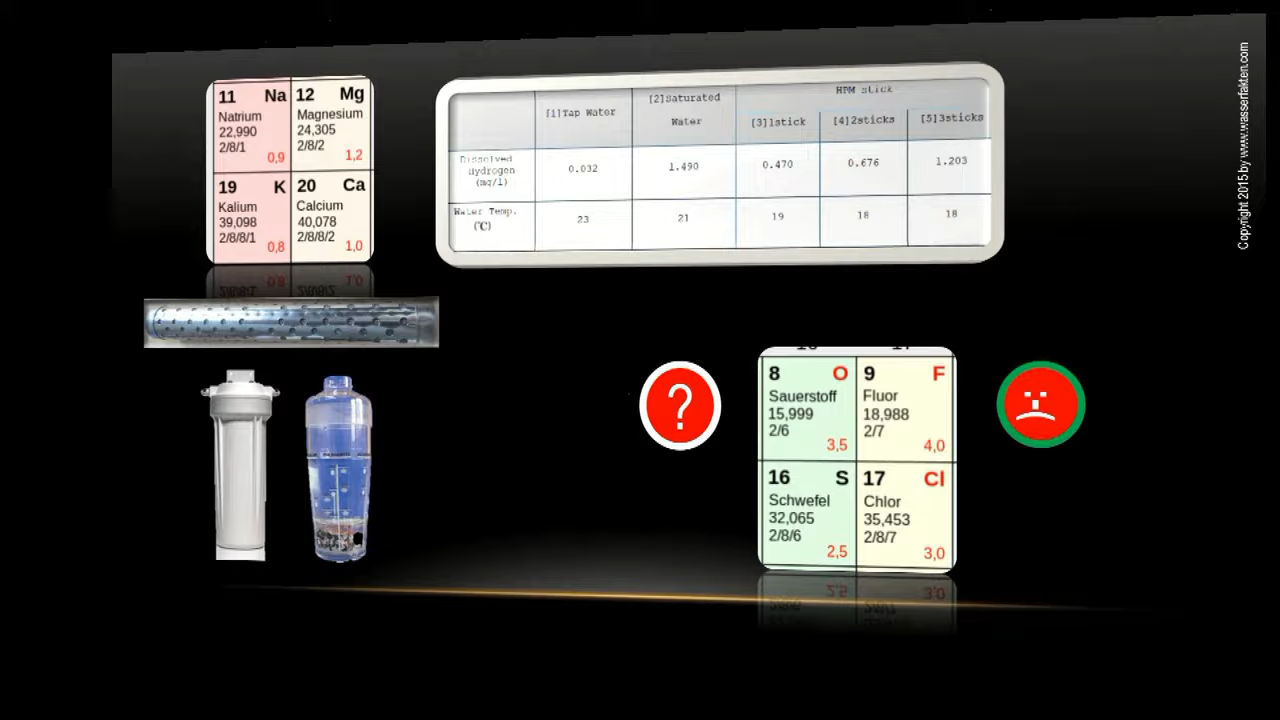 11 Na 12 Mg
Natrium Magnesium
22,990 24,305
2/8/1 2/8/2
0,9 1,2
19 K 20 Ca
Kalium Calcium
39,098 40,078
2/8/8/1 2/8/8/2
0,8 1,0
HPM stick
[1]Tap Water [2]Saturated Water [3]1stick [4]2sticks [5]3sticks
Dissolved Hydrogen (mg/l) 0.032 1.490 0.470 0.676 1.203
Water Temp. (℃) 23 21 19 18 18
Copyright 2015 by www.wasserfakten.com
?
8 O 9 F
Sauerstoff Fluor
15,999 18,988
2/6 2/7
3,5 4,0
16 S 17 Cl
Schwefel Chlor
32,065 35,453
2/8/6 2/8/7
2,5 3,0